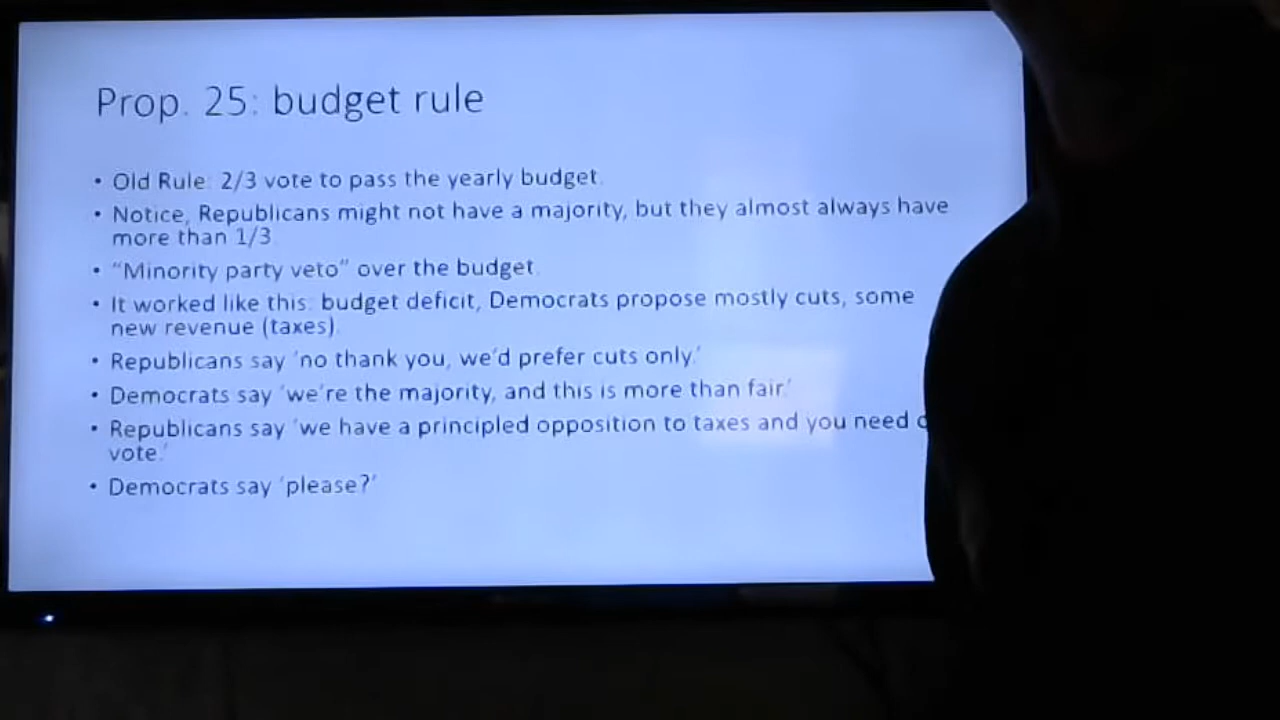 Prop. 25: budget rule
• Old Rule: 2/3 vote to pass the yearly budget.
• Notice, Republicans might not have a majority, but they almost always have
more than 1/3.
• “Minority party veto” over the budget.
• It worked like this: budget deficit, Democrats propose mostly cuts, some
new revenue (taxes).
• Republicans say ‘no thank you, we’d prefer cuts only.’
• Democrats say ‘we’re the majority, and this is more than fair.’
• Republicans say ‘we have a principled opposition to taxes and you need
vote.’
• Democrats say ‘please?’